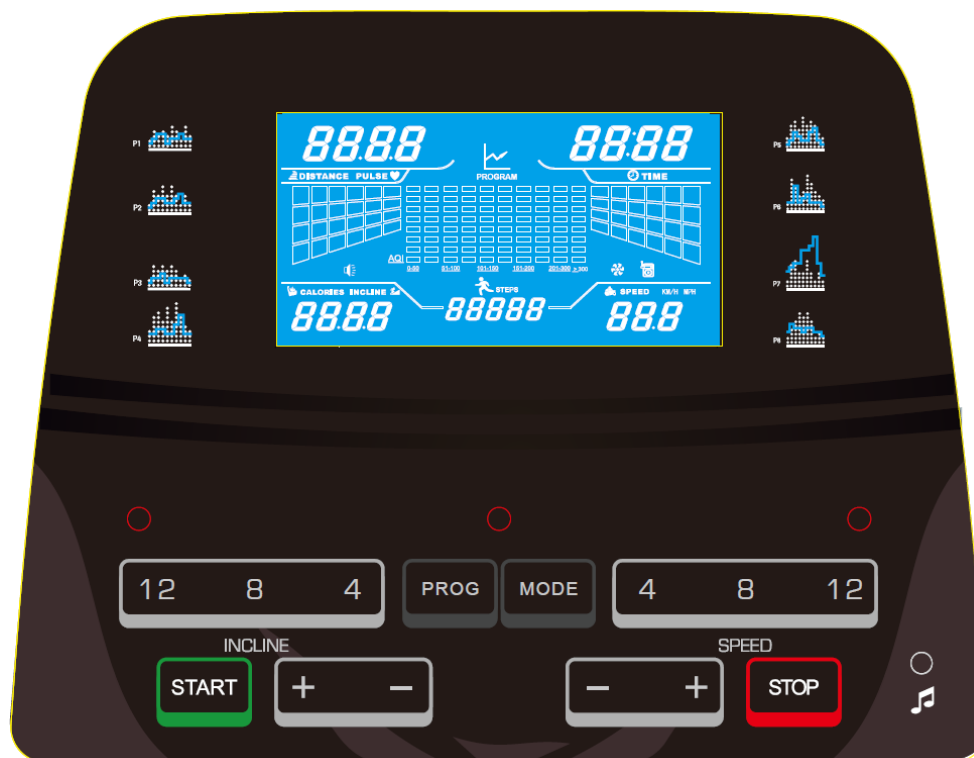 P1
P2
P3
P4
88.8.8
88:88
DISTANCE PULSE
PROGRAM
TIME
AQI
0-50 51-100 101-150 151-200 201-300 >300
CALORIES INCLINE
STEPS
SPEED KM/H MPH
88.8.8
88888
88.8
P5
P6
P7
P8
12 8 4
PROG
MODE
4 8 12
INCLINE
SPEED
START
+ −
− +
STOP